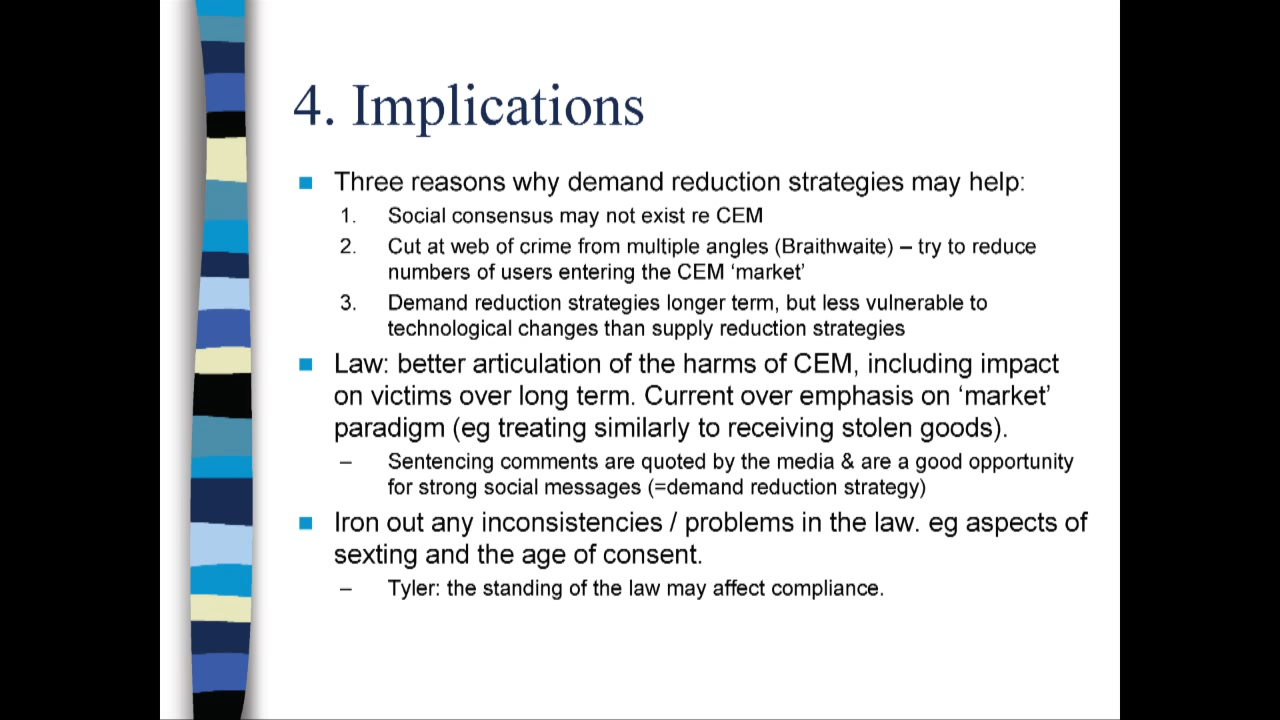 4. Implications
Three reasons why demand reduction strategies may help:
1. Social consensus may not exist re CEM
2. Cut at web of crime from multiple angles (Braithwaite) – try to reduce
numbers of users entering the CEM ‘market’
3. Demand reduction strategies longer term, but less vulnerable to
technological changes than supply reduction strategies
Law: better articulation of the harms of CEM, including impact
on victims over long term. Current over emphasis on ‘market’
paradigm (eg treating similarly to receiving stolen goods).
– Sentencing comments are quoted by the media & are a good opportunity
for strong social messages (=demand reduction strategy)
Iron out any inconsistencies / problems in the law. eg aspects of
sexting and the age of consent.
– Tyler: the standing of the law may affect compliance.